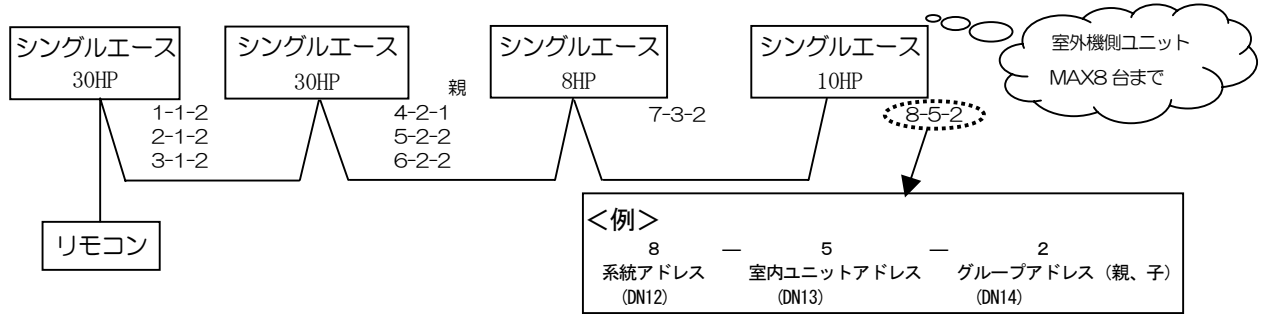 シングルエース
30HP
シングルエース
30HP
シングルエース
8HP
シングルエース
10HP
室外機側ユニット
MAX8 台まで
1-1-2
2-1-2
3-1-2
親
4-2-1
5-2-2
6-2-2
7-3-2
8-5-2
リモコン
<例>
8 — 5 — 2
系統アドレス 室内ユニットアドレス グループアドレス（親、子）
(DN12) (DN13) (DN14)